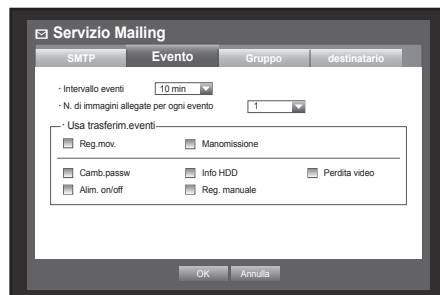 Servizio Mailing
SMTP Evento Gruppo destinatario
· Intervallo eventi 10 min
· N. di immagini allegate per ogni evento 1
· Usa trasferim.eventi
Reg.mov. Manomissione
Camb.passw Info HDD Perdita video
Alim. on/off Reg. manuale
OK Annulla